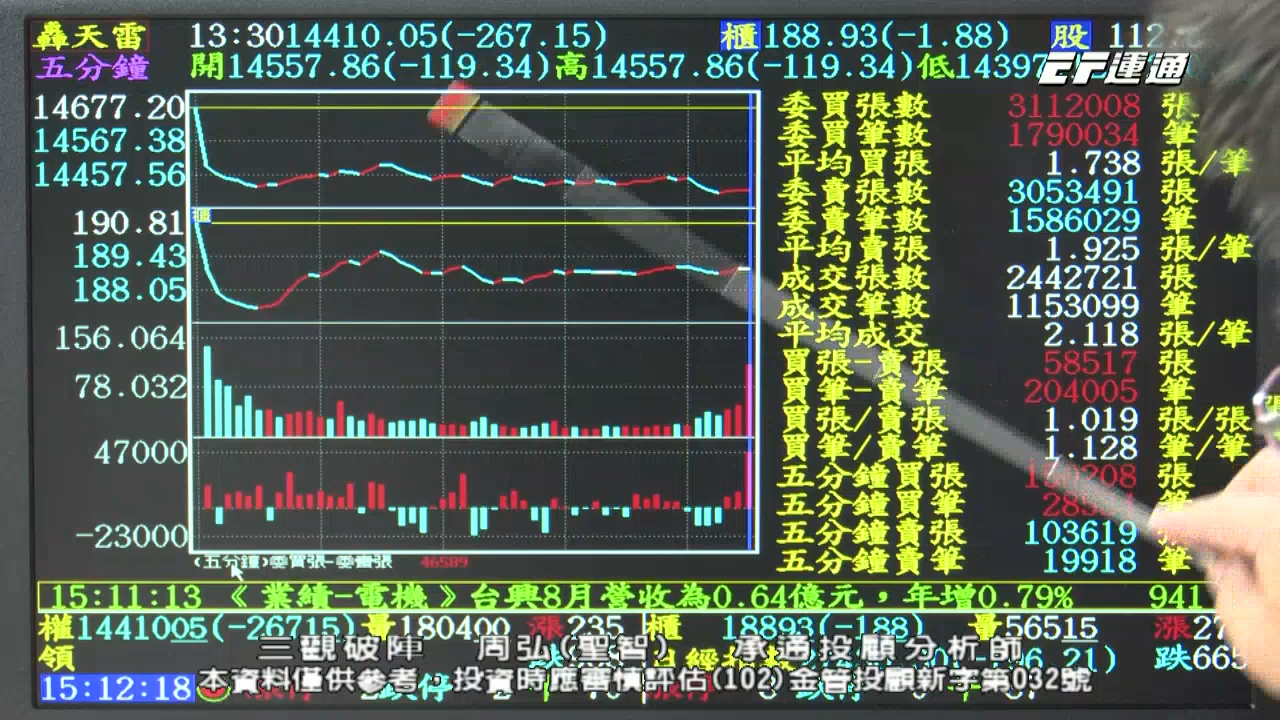 轟天雷 13:30 14410.05(-267.15) 櫃188.93(-1.88) 股 112
五分鐘 開14557.86(-119.34)高14557.86(-119.34)低14397
CF連通
14677.20
14567.38
14457.56
櫃
190.81
189.43
188.05
156.064
78.032
47000
-23000
(五分鐘)委買張-委賣張 46589
委買張數 3112008 張
委買筆數 1790034 筆
平均買張 1.738 張/筆
委賣張數 3053491 張
委賣筆數 1586029 筆
平均賣張 1.925 張/筆
成交張數 2442721 張
成交筆數 1153099 筆
平均成交 2.118 張/筆
買張-賣張 58517 張
買筆-賣筆 204005 筆
買張/賣張 1.019 張/張
買筆/賣筆 1.128 筆/筆
五分鐘買張 208 張
五分鐘買筆 筆
五分鐘賣張 103619 張
五分鐘賣筆 19918 筆
15:11:13 《業績-電機》台興8月營收為0.64億元，年增0.79% 941
權1441005(-26715)量180400 漲235 櫃 18893(-188) 量56515 漲27
領 跌665
三觀破陣 周弘(聖智) 承通投顧分析師
本資料僅供參考，投資時應審慎評估(102)金管投顧新字第032號
15:12:18